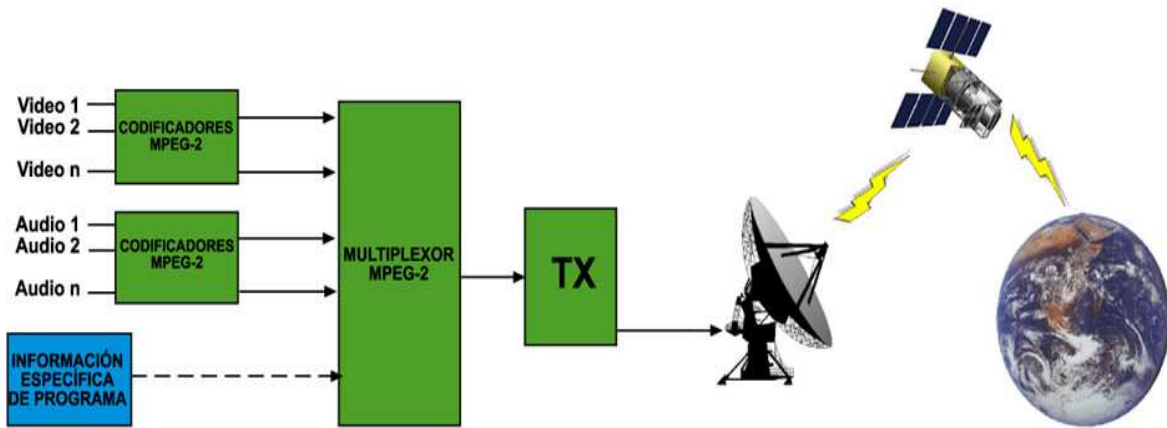 Video 1
Video 2
Video n
CODIFICADORES
MPEG-2
Audio 1
Audio 2
Audio n
CODIFICADORES
MPEG-2
INFORMACIÓN
ESPECÍFICA
DE PROGRAMA
MULTIPLEXOR
MPEG-2
TX